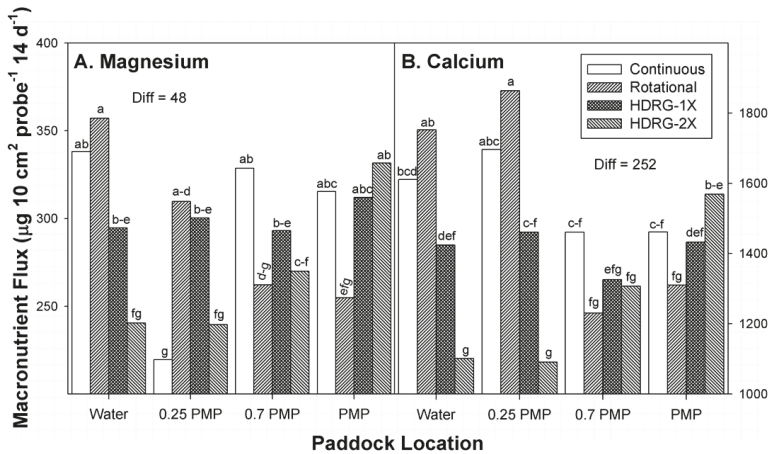 A. Magnesium
B. Calcium
Diff = 48
Diff = 252
Continuous
Rotational
HDRG-1X
HDRG-2X
Macronutrient Flux (μg 10 cm² probe⁻¹ 14 d⁻¹)
400
350
300
250
1800
1600
1400
1200
1000
ab a b-e fg
g a-d b-e fg
ab d-g b-e c-f
abc efg abc ab
bcd ab def g
abc a c-f g
c-f fg efg fg
c-f fg def b-e
Water 0.25 PMP 0.7 PMP PMP Water 0.25 PMP 0.7 PMP PMP
Paddock Location